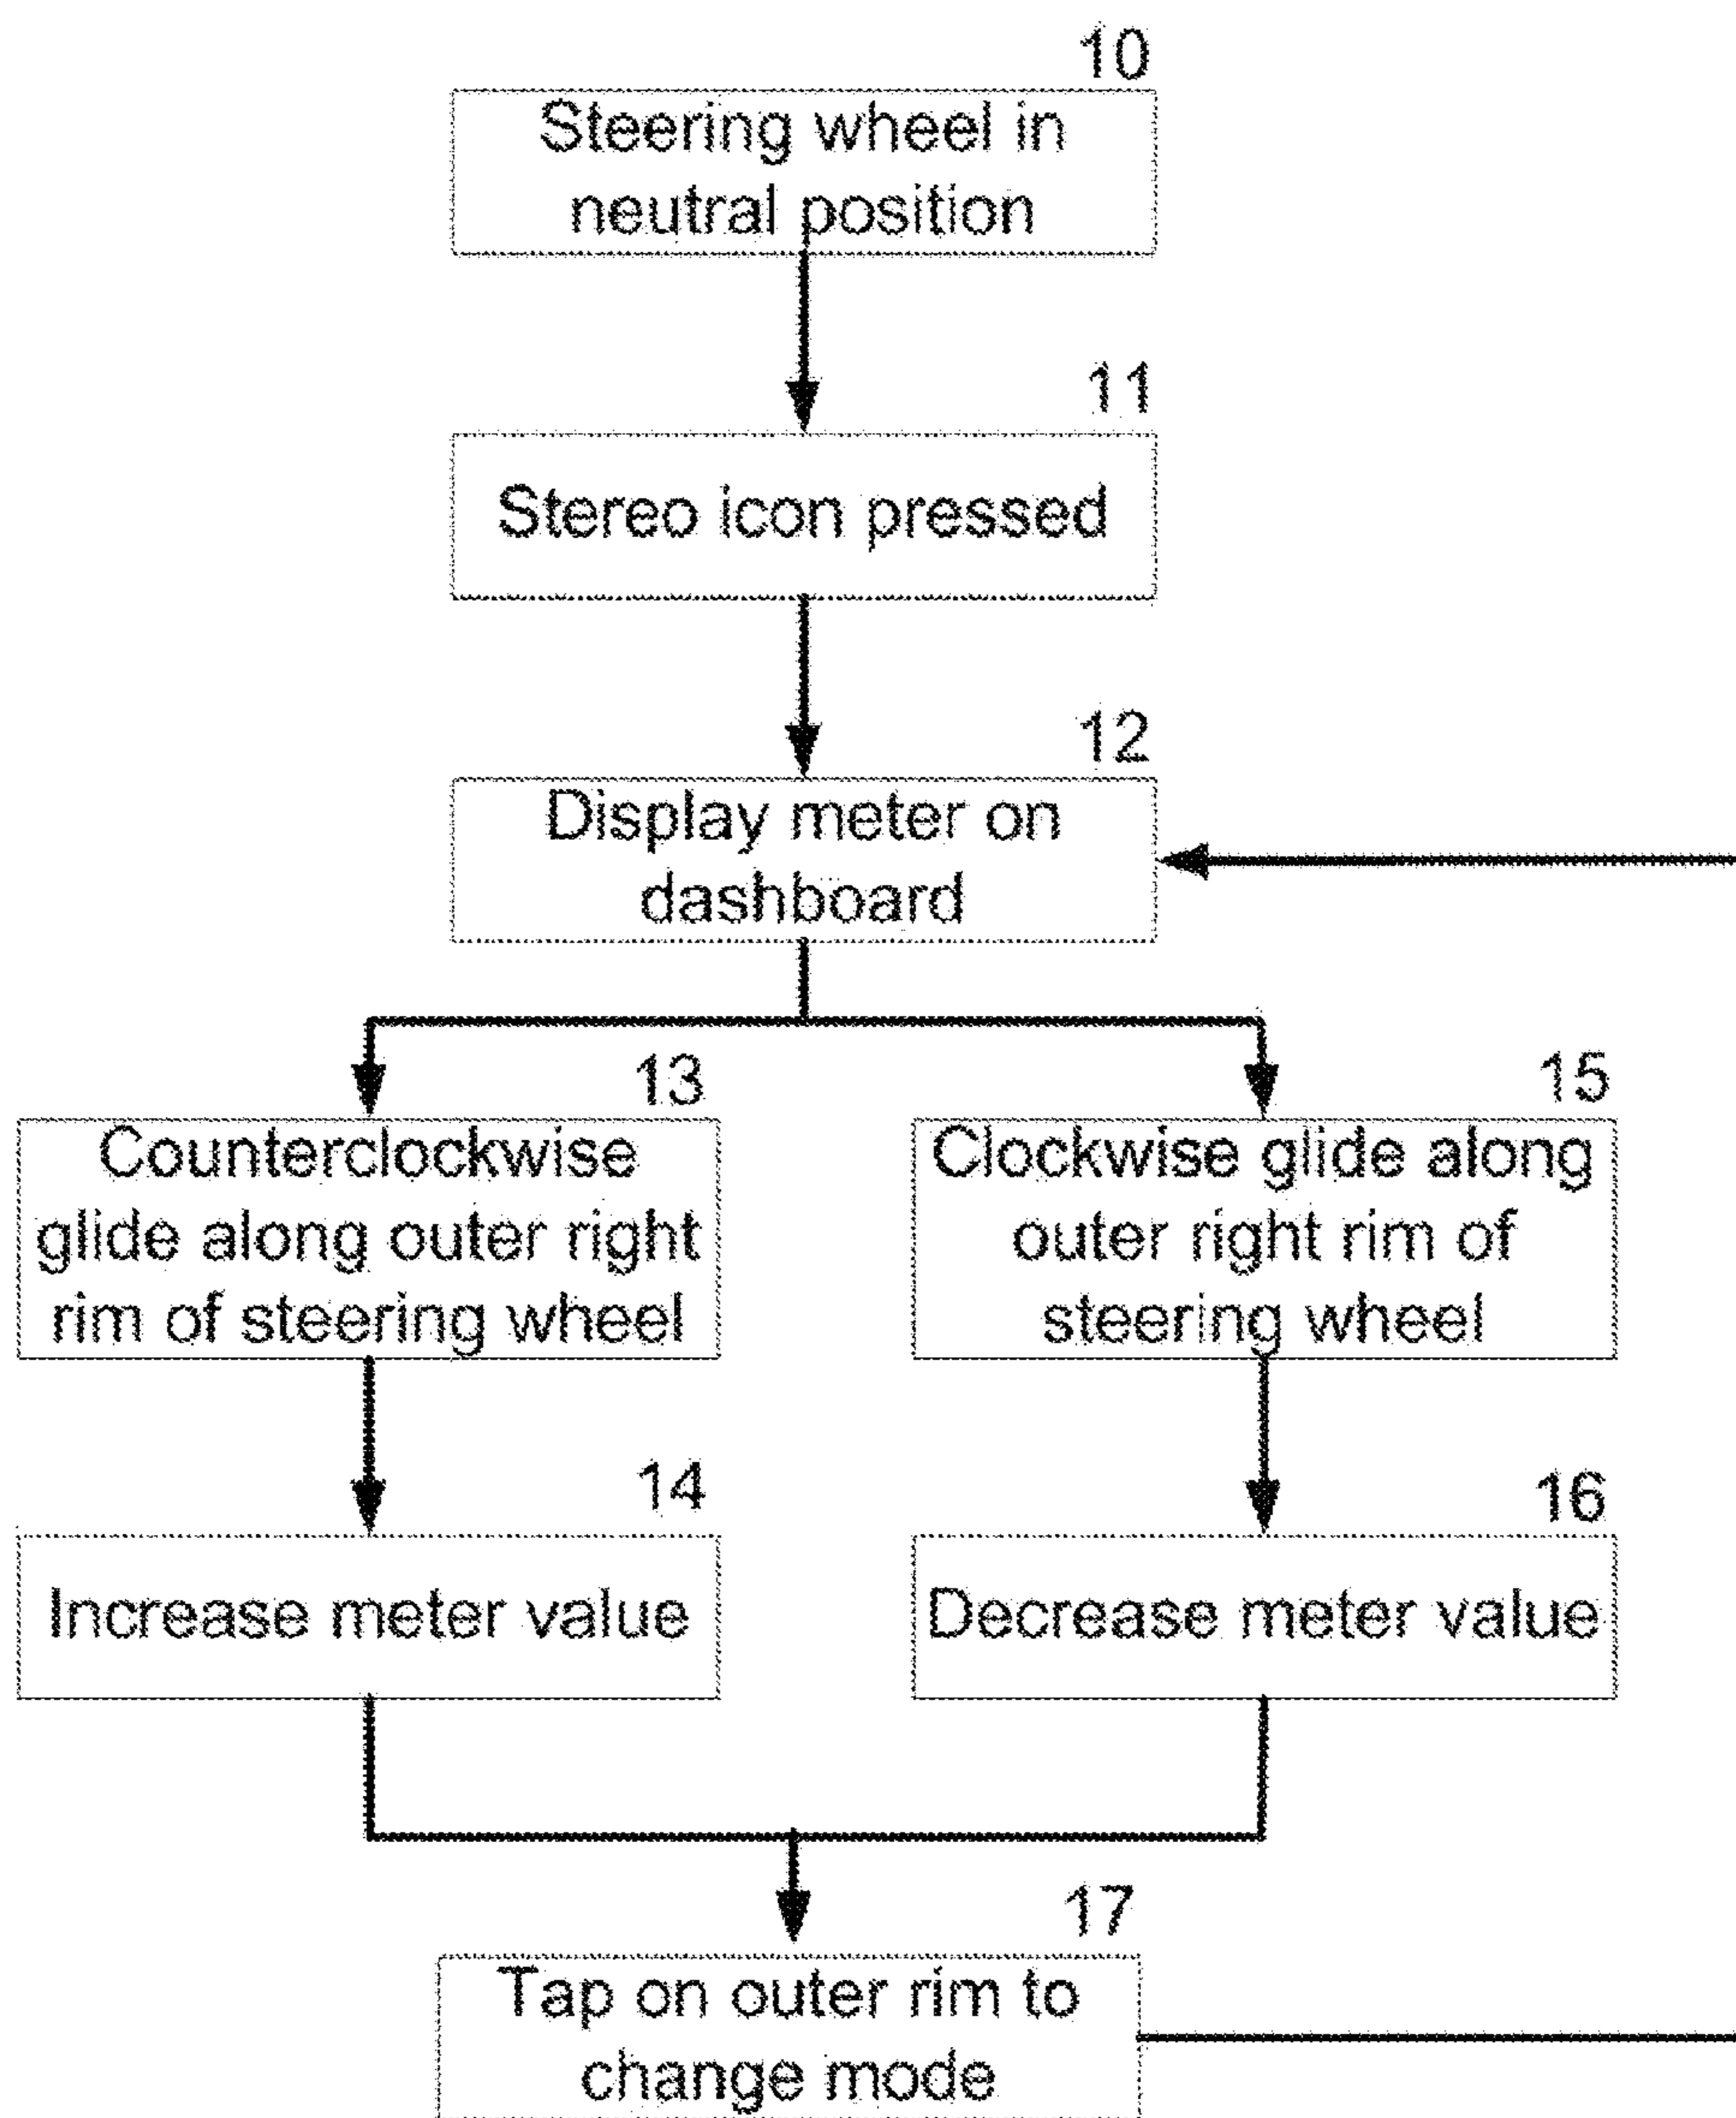 10
Steering wheel in
neutral position
11
Stereo icon pressed
12
Display meter on
dashboard
13
Counterclockwise
glide along outer right
rim of steering wheel
15
Clockwise glide along
outer right rim of
steering wheel
14
Increase meter value
16
Decrease meter value
17
Tap on outer rim to
change mode